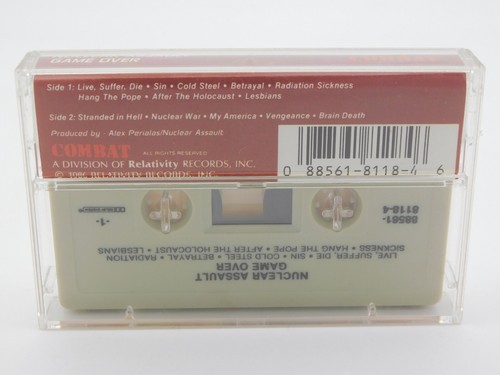 GAME OVER
Side 1: Live, Suffer, Die • Sin • Cold Steel • Betrayal • Radiation Sickness
Hang The Pope • After The Holocaust • Lesbians
Side 2: Stranded in Hell • Nuclear War • My America • Vengeance • Brain Death
Produced by - Alex Perialas/Nuclear Assault
COMBAT
ALL RIGHTS RESERVED
A DIVISION OF Relativity RECORDS, INC.
© 1986 RELATIVITY RECORDS, INC.
0 88561-8118-4 6
NUCLEAR ASSAULT
GAME OVER
LIVE, SUFFER, DIE • SIN • COLD STEEL • BETRAYAL • RADIATION
SICKNESS • HANG THE POPE • AFTER THE HOLOCAUST • LESBIANS
88561-
8118-4
-1-